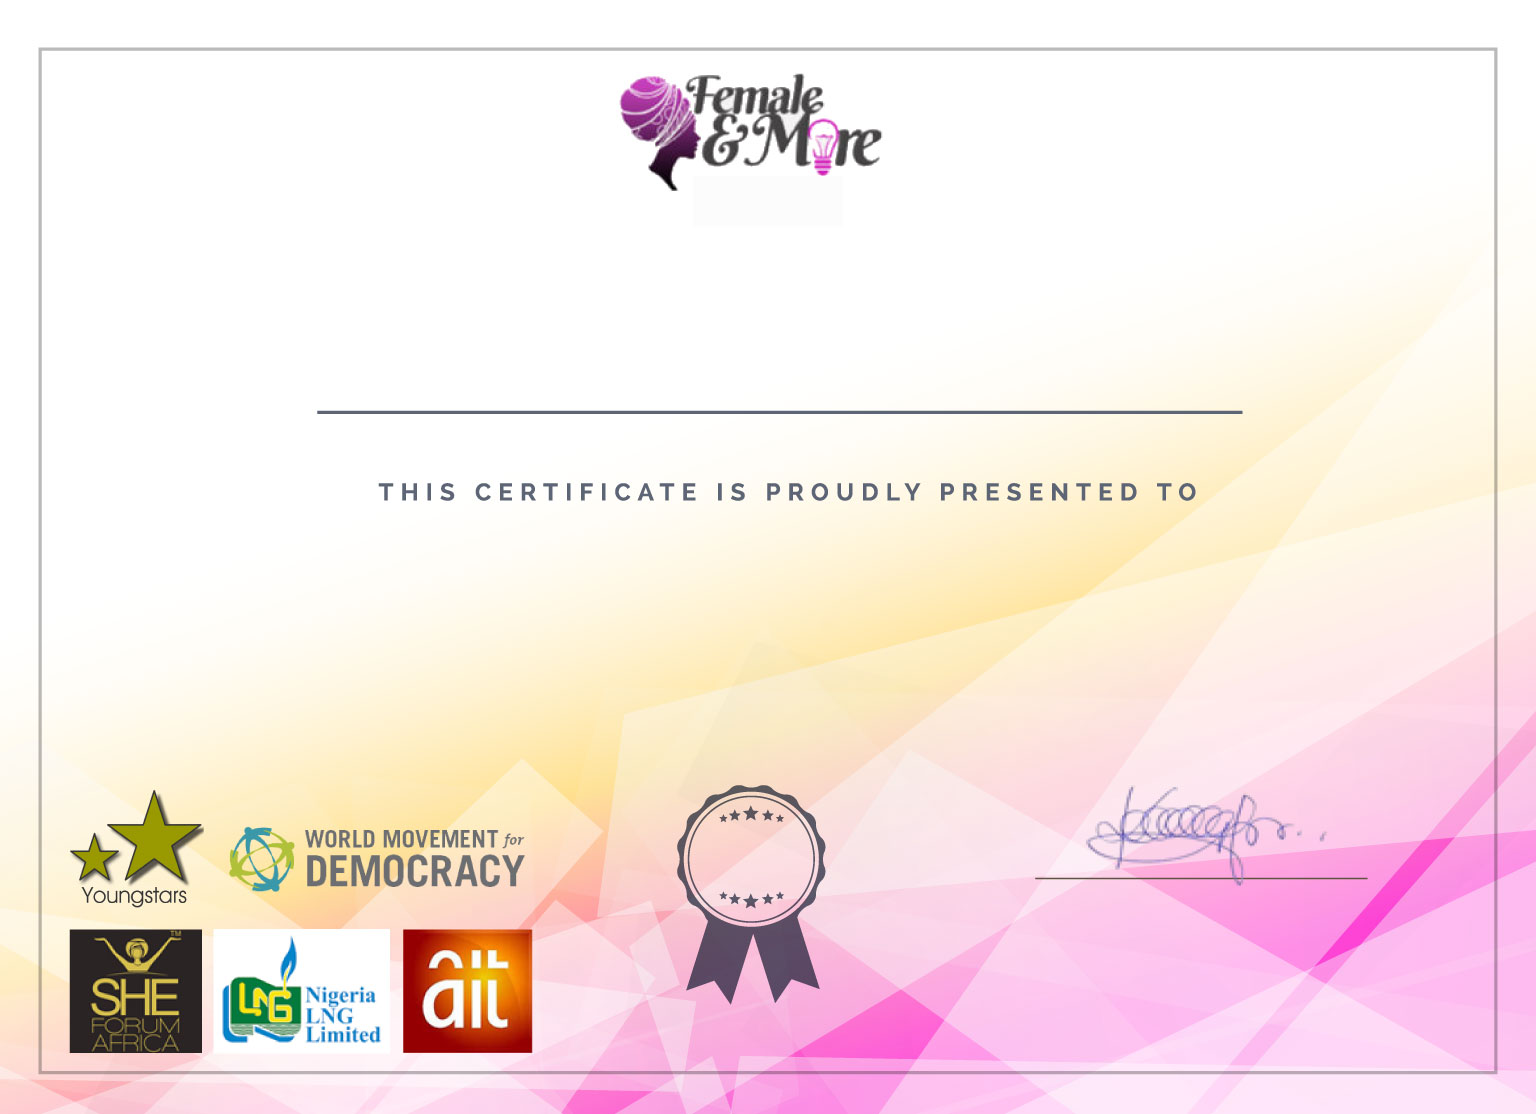 Female
& More
THIS CERTIFICATE IS PROUDLY PRESENTED TO
Youngstars
WORLD MOVEMENT for
DEMOCRACY
TM
SHE
FORUM
AFRICA
LNG
Nigeria
LNG
Limited
ait